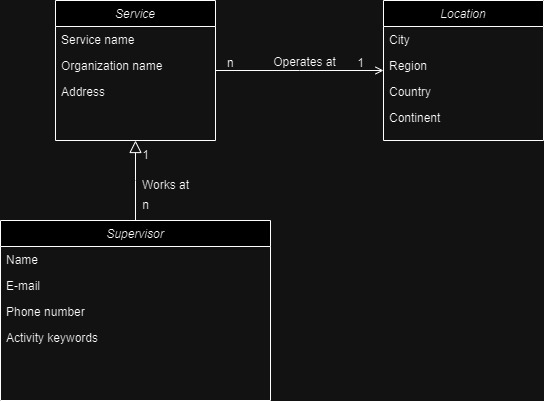 Service
Service name
Organization name
Address
n
Operates at
1
Location
City
Region
Country
Continent
1
Works at
n
Supervisor
Name
E-mail
Phone number
Activity keywords